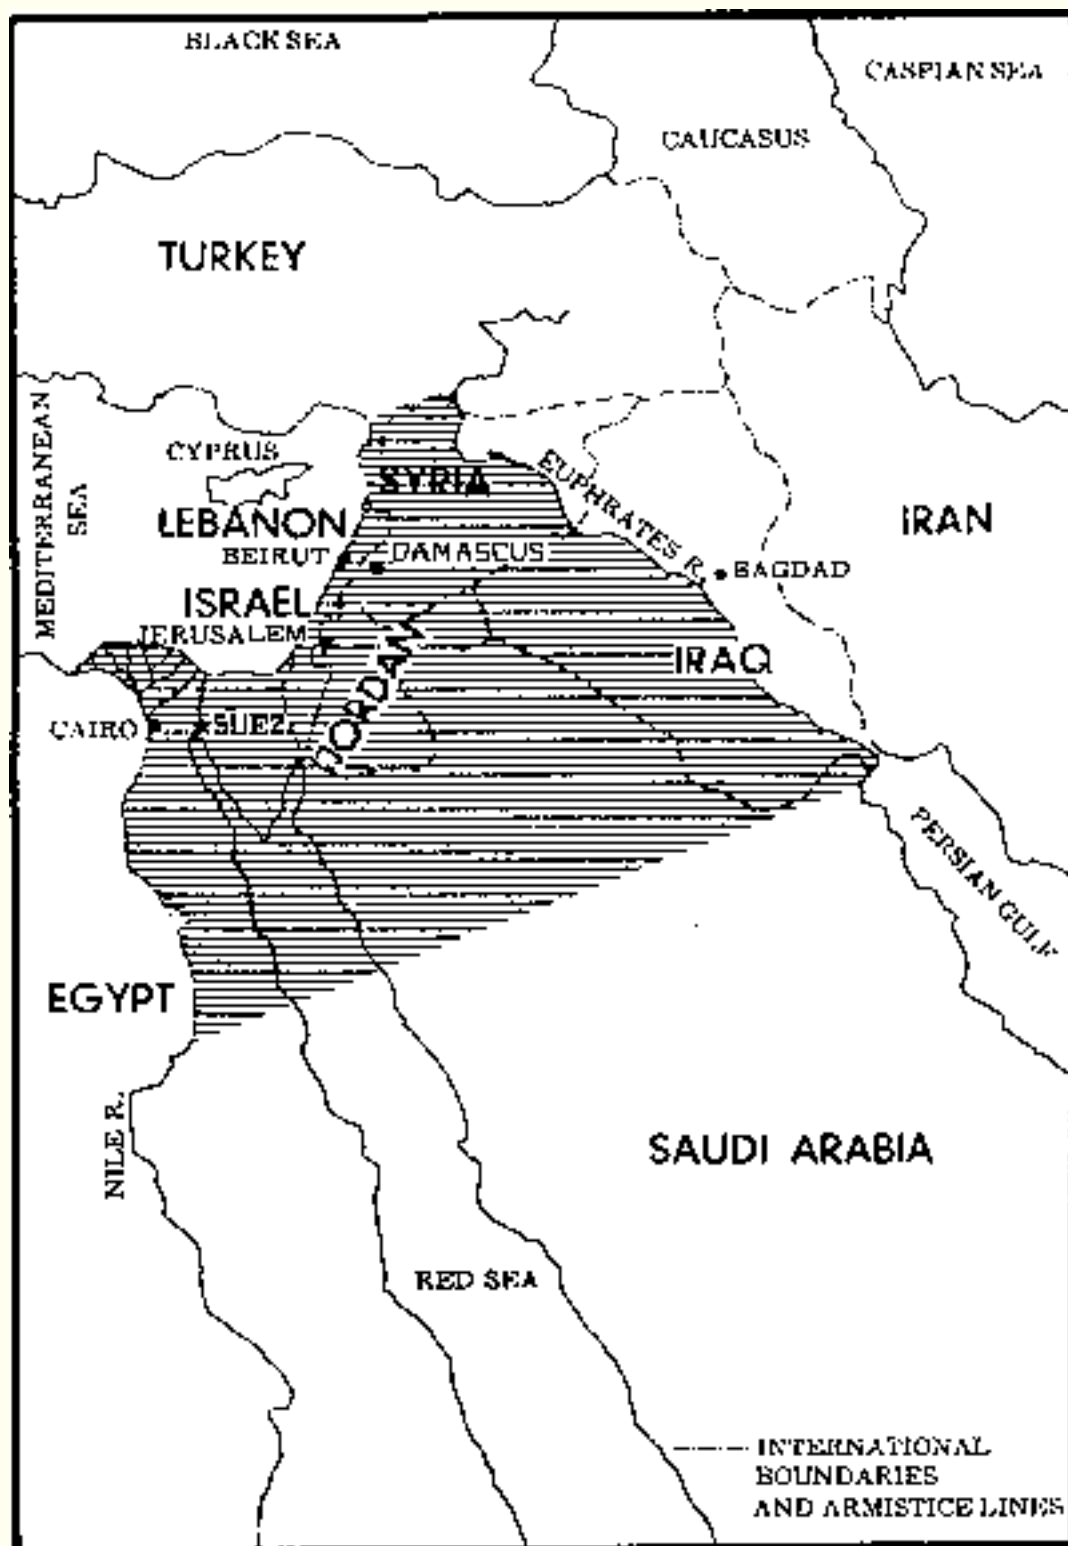 BLACK SEA
CASPIAN SEA
CAUCASUS
TURKEY
MEDITERRANEAN
SEA
CYPRUS
SYRIA
EUPHRATES R.
LEBANON
IRAN
BEIRUT
DAMASCUS
BAGDAD
ISRAEL
JERUSALEM
JORDAN
IRAQ
CAIRO
SUEZ
PERSIAN GULF
EGYPT
NILE R.
SAUDI ARABIA
RED SEA
INTERNATIONAL
BOUNDARIES
AND ARMISTICE LINES